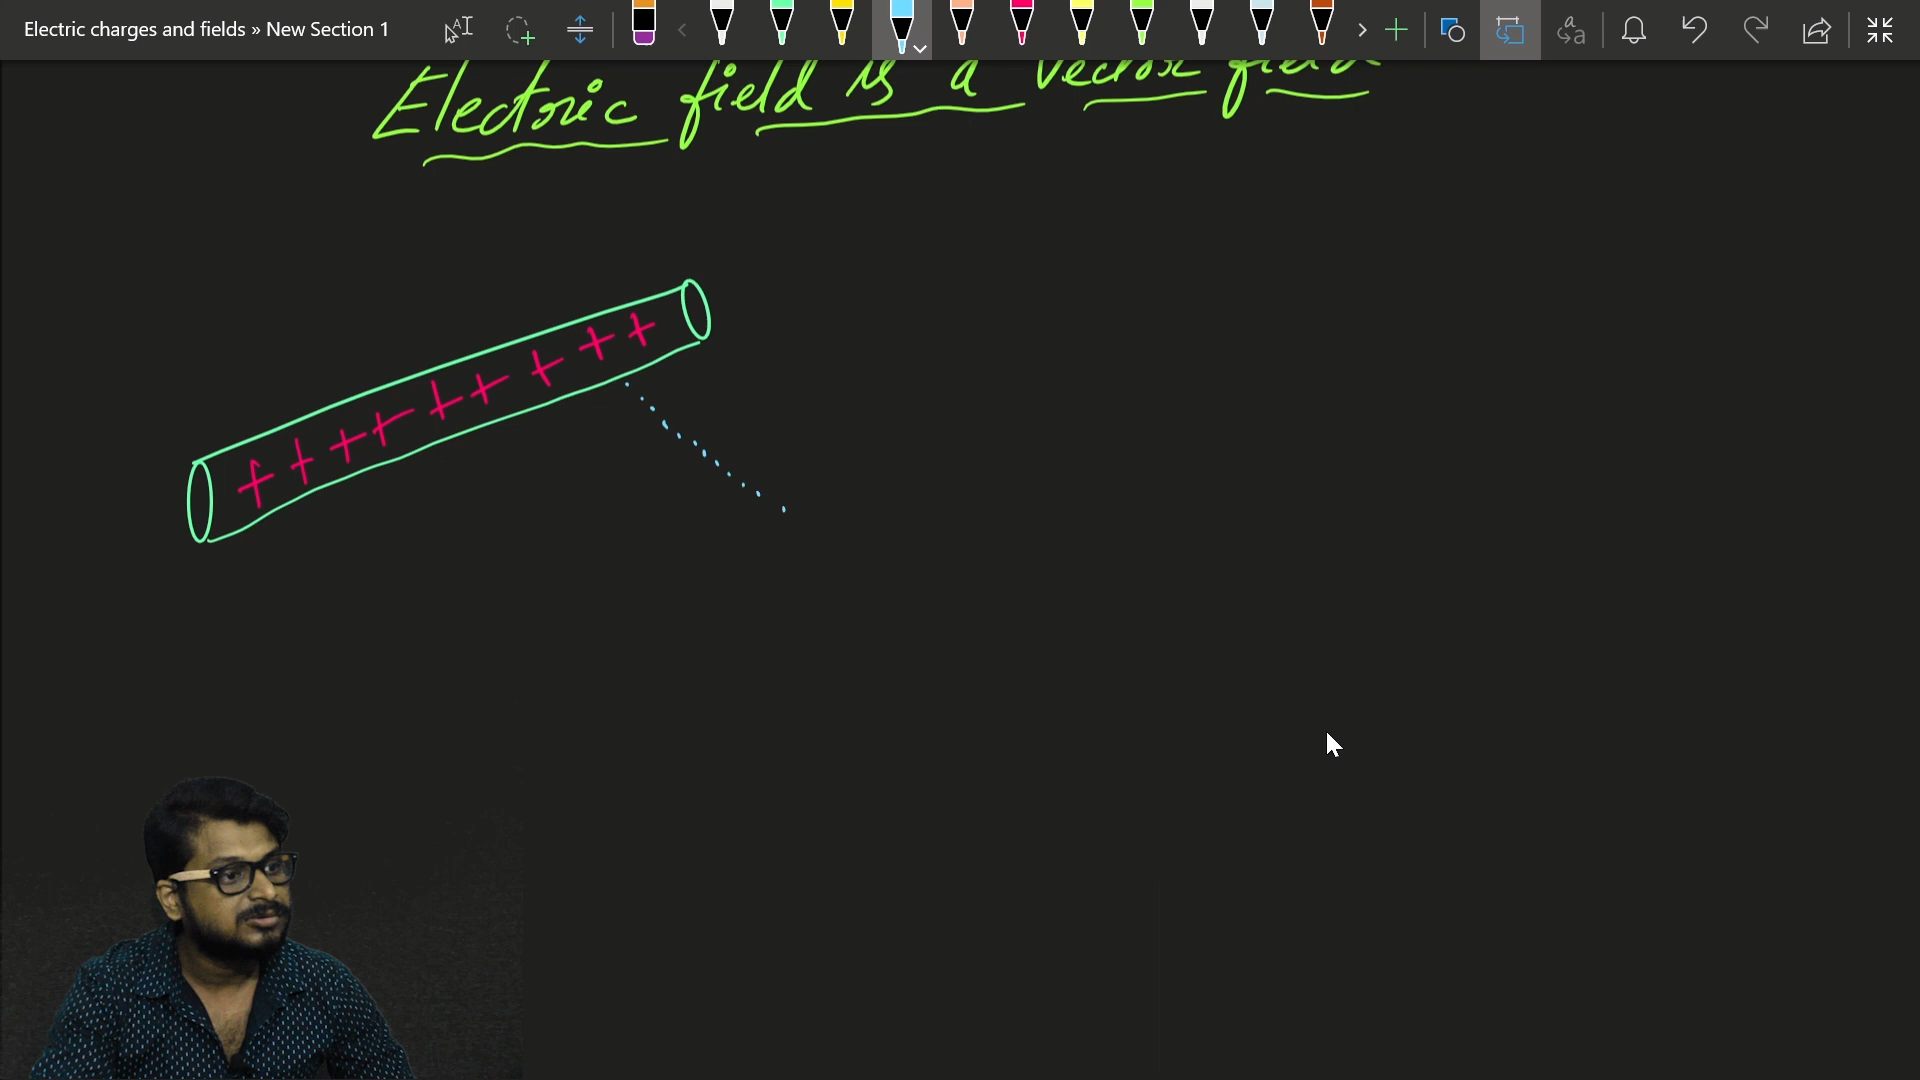 Electric charges and fields » New Section 1
Electric field is a vector field
+ + + + + + + + +